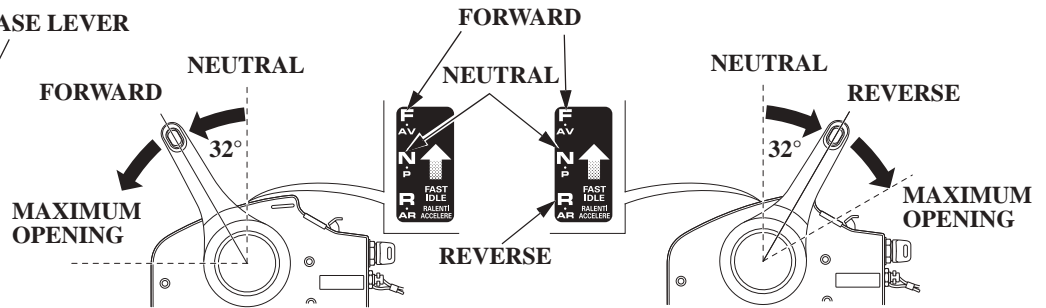 ASE LEVER
FORWARD
NEUTRAL
32°
MAXIMUM
OPENING
FORWARD
NEUTRAL
F
AV
N
P
R
AR
FAST
IDLE
RALENTI
ACCELERE
F
AV
N
P
R
AR
FAST
IDLE
RALENTI
ACCELERE
REVERSE
NEUTRAL
REVERSE
32°
MAXIMUM
OPENING